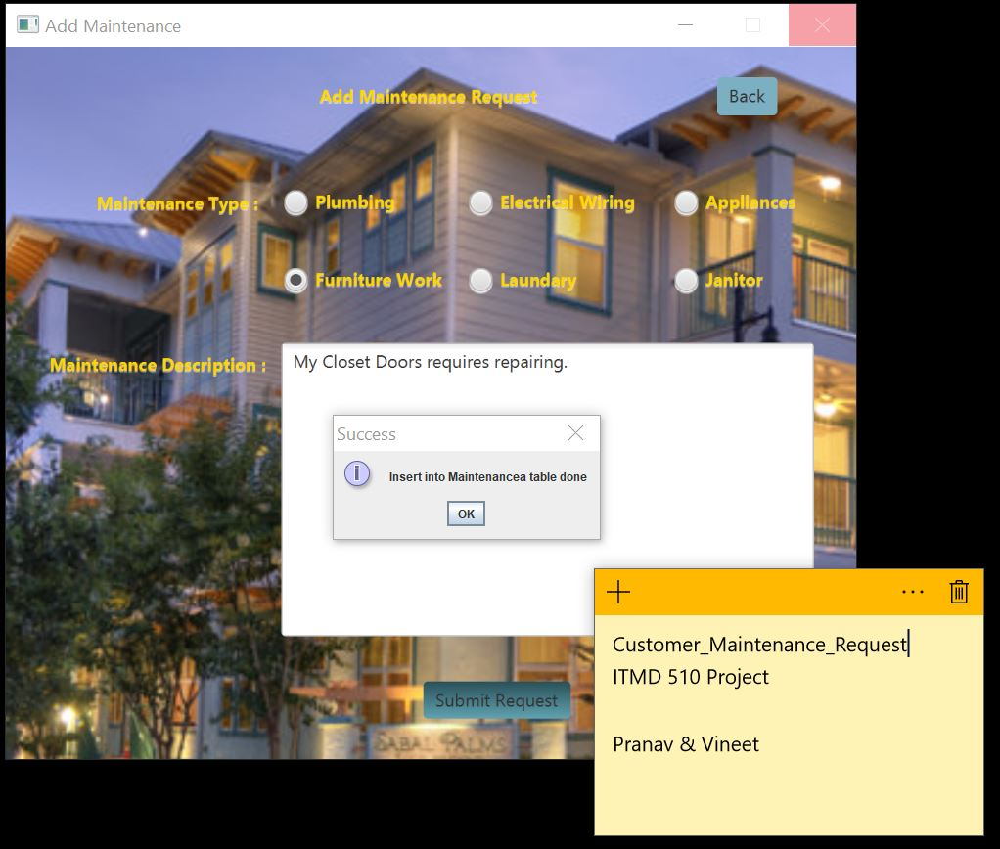 Add Maintenance
Add Maintenance Request
Back
Maintenance Type :
Plumbing
Electrical Wiring
Appliances
Furniture Work
Laundary
Janitor
Maintenance Description :
My Closet Doors requires repairing.
Success
Insert into Maintenancea table done
OK
Submit Request
SABAL PALMS
Customer_Maintenance_Request
ITMD 510 Project
Pranav & Vineet